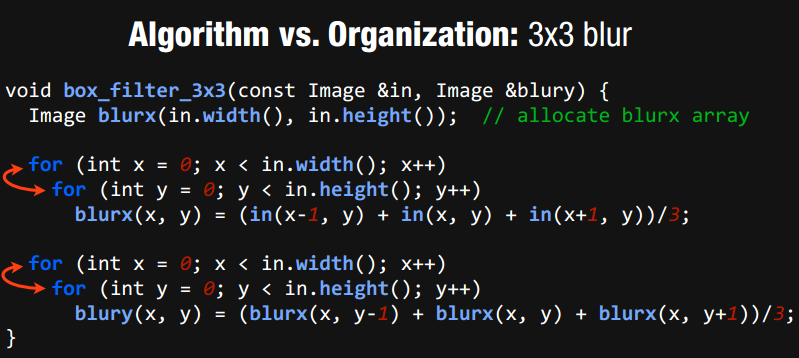 Algorithm vs. Organization: 3x3 blur
void box_filter_3x3(const Image &in, Image &blury) {
  Image blurx(in.width(), in.height());  // allocate blurx array
  for (int x = 0; x < in.width(); x++)
    for (int y = 0; y < in.height(); y++)
      blurx(x, y) = (in(x-1, y) + in(x, y) + in(x+1, y))/3;
  for (int x = 0; x < in.width(); x++)
    for (int y = 0; y < in.height(); y++)
      blury(x, y) = (blurx(x, y-1) + blurx(x, y) + blurx(x, y+1))/3;
}